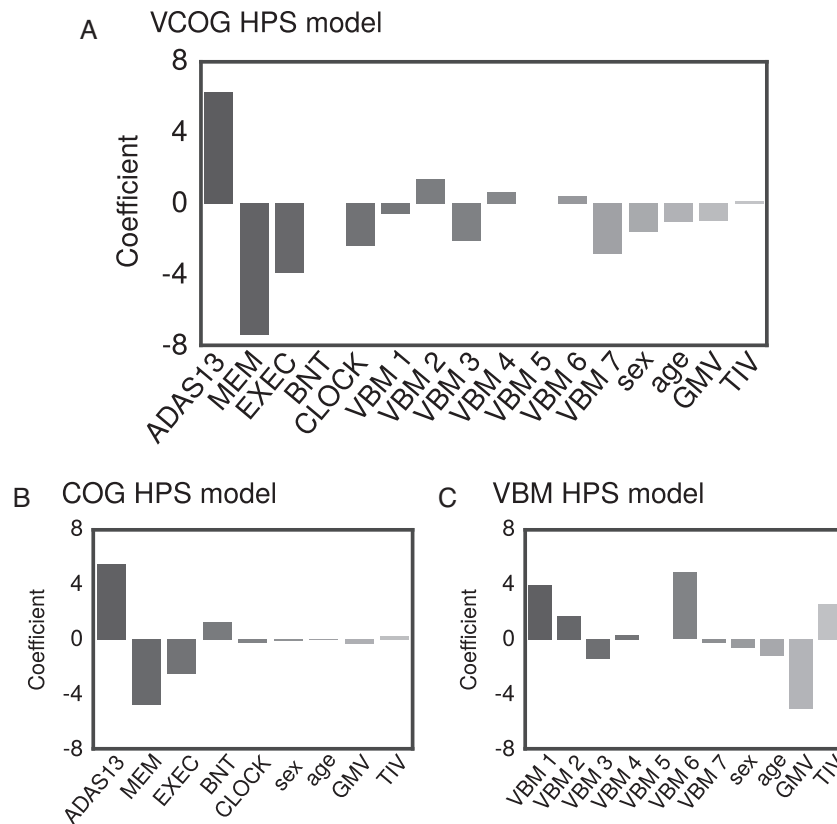 A
VCOG HPS model
8
4
0
-4
-8
Coefficient
ADAS13
MEM
EXEC
BNT
CLOCK
VBM 1
VBM 2
VBM 3
VBM 4
VBM 5
VBM 6
VBM 7
sex
age
GMV
TIV
B
COG HPS model
8
4
0
-4
-8
Coefficient
ADAS13
MEM
EXEC
BNT
CLOCK
sex
age
GMV
TIV
C
VBM HPS model
8
4
0
-4
-8
Coefficient
VBM 1
VBM 2
VBM 3
VBM 4
VBM 5
VBM 6
VBM 7
sex
age
GMV
TIV